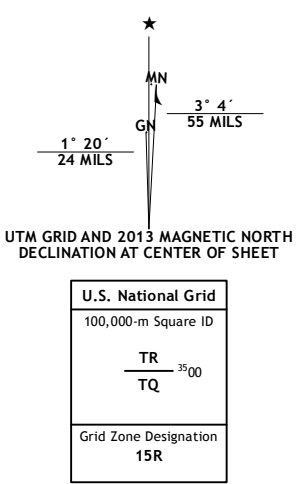 ★
MN
3° 4´
55 MILS
GN
1° 20´
24 MILS
UTM GRID AND 2013 MAGNETIC NORTH
DECLINATION AT CENTER OF SHEET
U.S. National Grid
100,000-m Square ID
TR
3500
TQ
Grid Zone Designation
15R